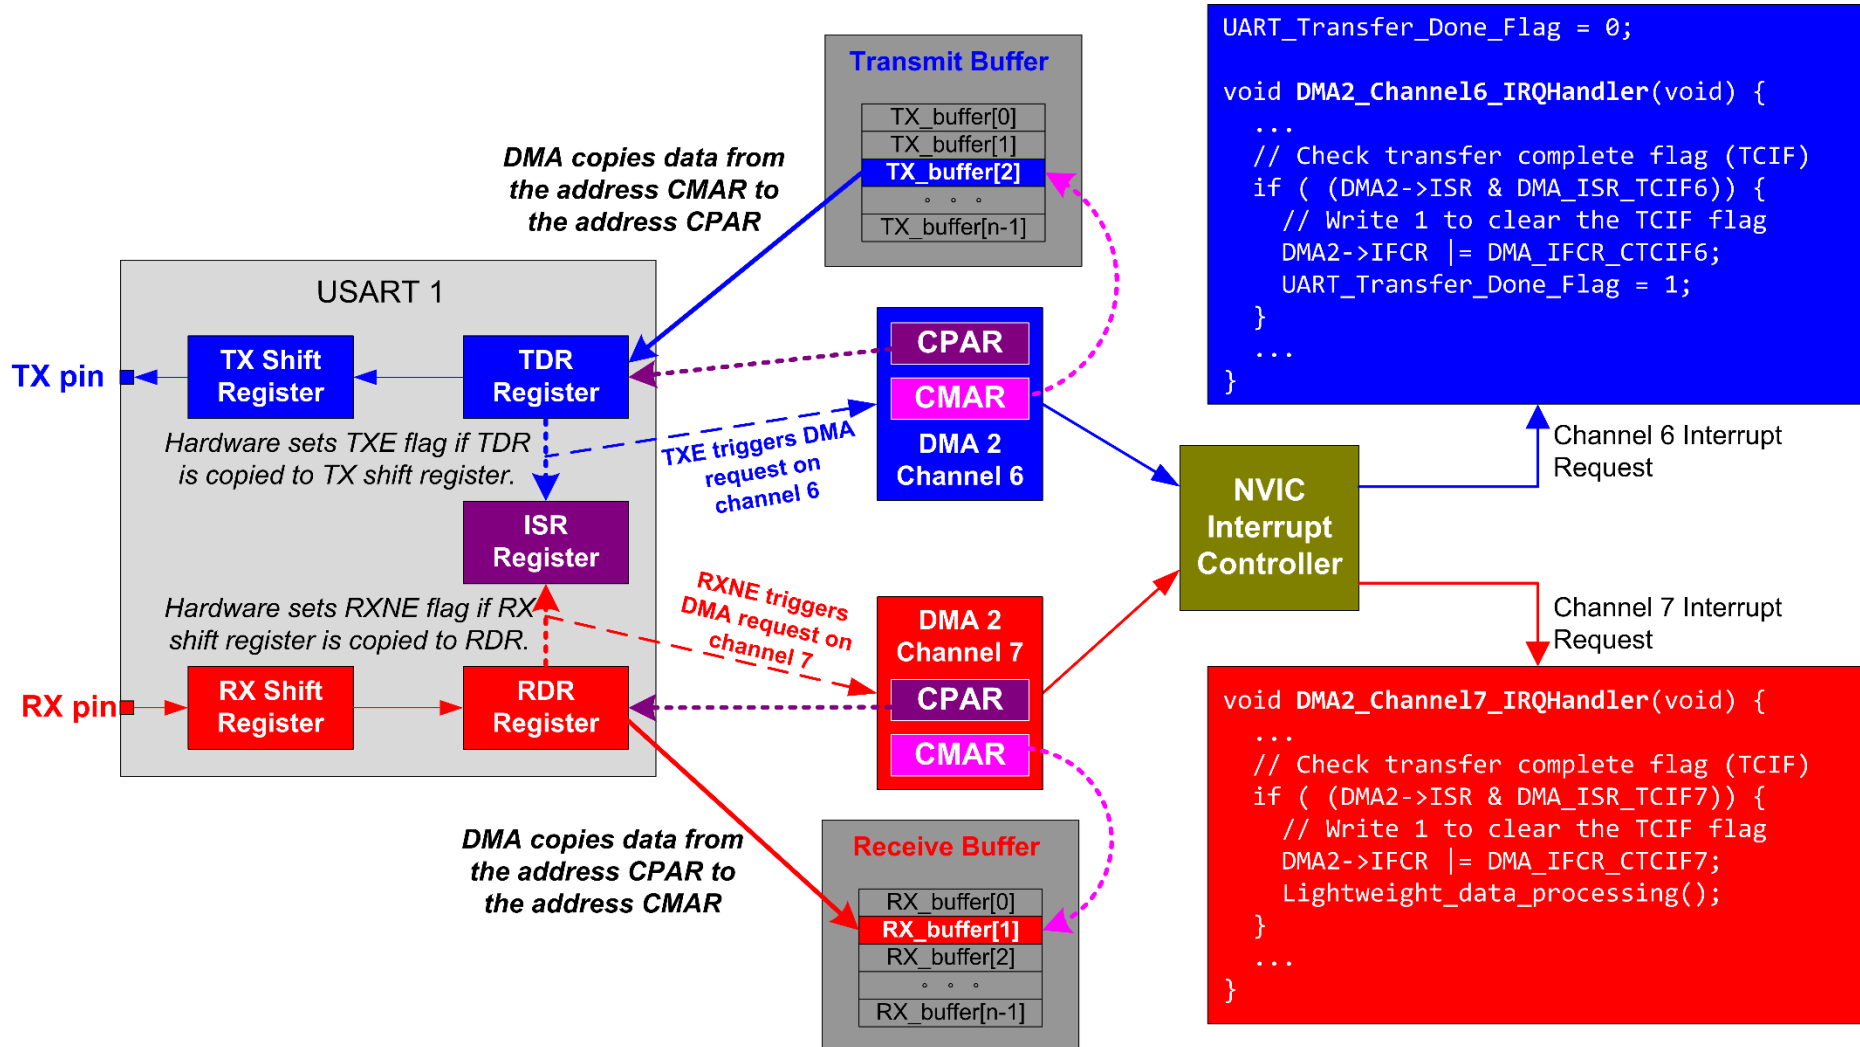 Transmit Buffer
TX_buffer[0]
TX_buffer[1]
TX_buffer[2]
° ° °
TX_buffer[n-1]
DMA copies data from
the address CMAR to
the address CPAR
USART 1
TX pin
TX Shift
Register
TDR
Register
Hardware sets TXE flag if TDR
is copied to TX shift register.
ISR
Register
Hardware sets RXNE flag if RX
shift register is copied to RDR.
RX pin
RX Shift
Register
RDR
Register
CPAR
CMAR
DMA 2
Channel 6
TXE triggers DMA
request on
channel 6
RXNE triggers
DMA request on
channel 7
DMA 2
Channel 7
CPAR
CMAR
DMA copies data from
the address CPAR to
the address CMAR
Receive Buffer
RX_buffer[0]
RX_buffer[1]
RX_buffer[2]
° ° °
RX_buffer[n-1]
NVIC
Interrupt
Controller
UART_Transfer_Done_Flag = 0;
void DMA2_Channel6_IRQHandler(void) {
...
// Check transfer complete flag (TCIF)
if ( (DMA2->ISR & DMA_ISR_TCIF6)) {
// Write 1 to clear the TCIF flag
DMA2->IFCR |= DMA_IFCR_CTCIF6;
UART_Transfer_Done_Flag = 1;
}
...
}
Channel 6 Interrupt
Request
Channel 7 Interrupt
Request
void DMA2_Channel7_IRQHandler(void) {
...
// Check transfer complete flag (TCIF)
if ( (DMA2->ISR & DMA_ISR_TCIF7)) {
// Write 1 to clear the TCIF flag
DMA2->IFCR |= DMA_IFCR_CTCIF7;
Lightweight_data_processing();
}
...
}